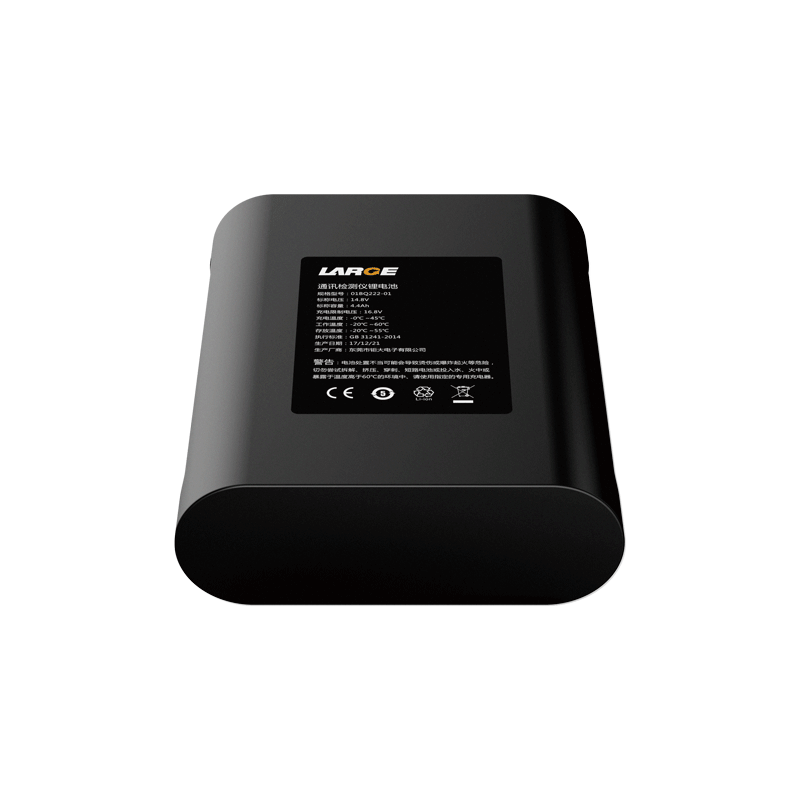 LARGE
通讯检测仪锂电池
规格型号：01BQ222-01
标称电压：14.8V
标称容量：4.4Ah
充电限制电压：16.8V
充电温度：-0℃~45℃
工作温度：-20℃~60℃
存放温度：-20℃~55℃
执行标准：GB 31241-2014
生产日期：17/12/21
生产厂商：东莞市钜大电子有限公司
警告：电池处置不当可能会导致烫伤或爆炸起火等危险，
切勿尝试拆解、挤压、穿刺、短路电池或投入水、火中或
暴露于温度高于60℃的环境中，请使用指定的专用充电器。
CE 5 Li-ion